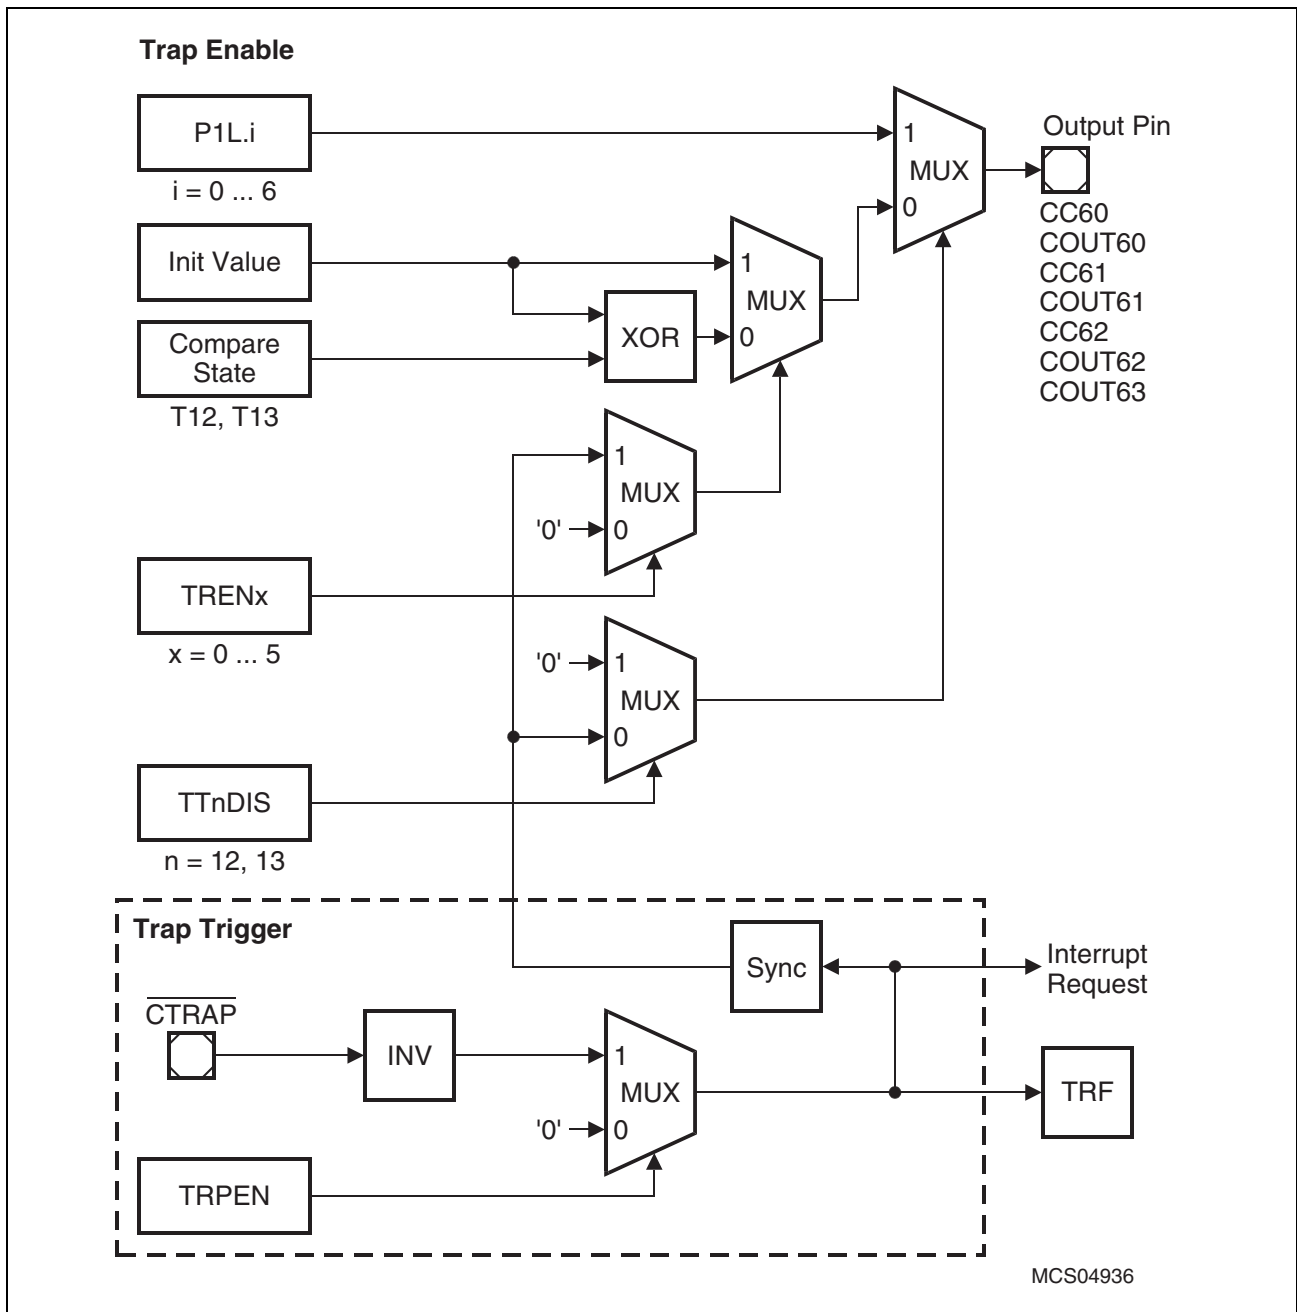 Trap Enable
P1L.i
i = 0 ... 6
1
MUX
0
Output Pin
CC60
COUT60
CC61
COUT61
CC62
COUT62
COUT63
Init Value
1
MUX
0
XOR
Compare
State
T12, T13
1
MUX
'0'
0
TRENx
x = 0 ... 5
'0'
1
MUX
0
TTnDIS
n = 12, 13
Trap Trigger
Sync
Interrupt
Request
CTRAP
INV
1
MUX
'0'
0
TRF
TRPEN
MCS04936